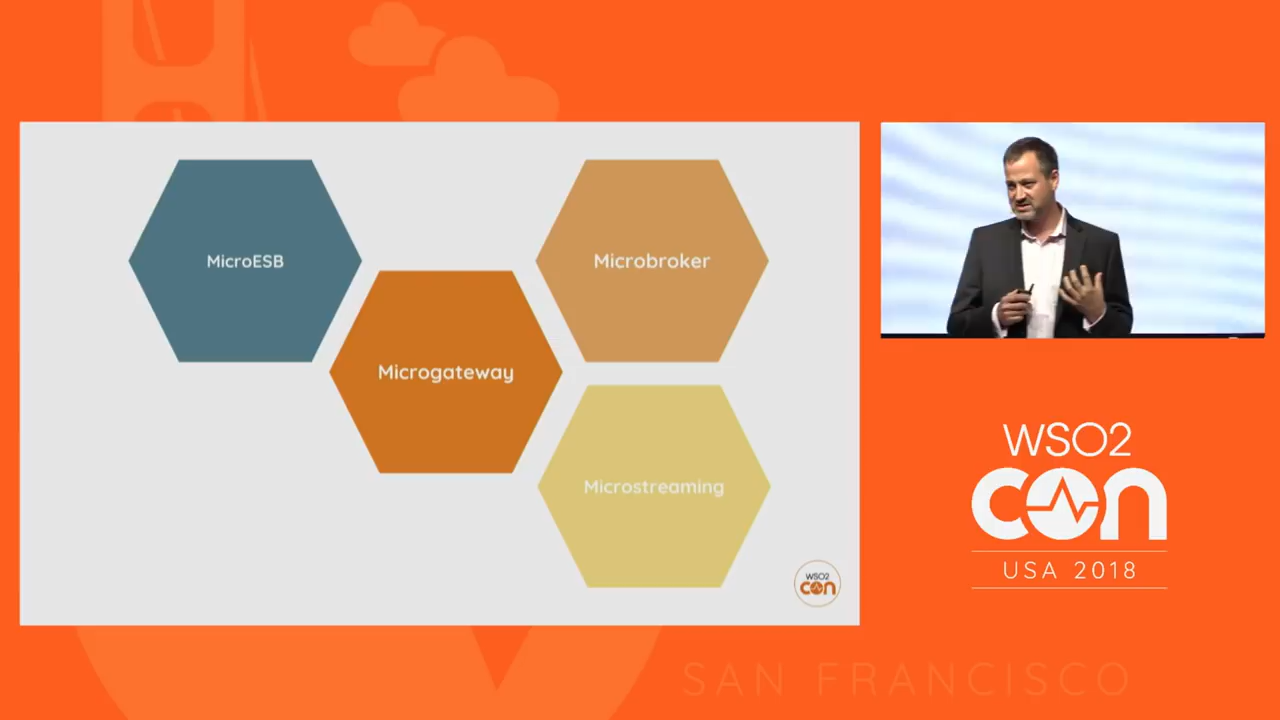 MicroESB
Microbroker
Microgateway
Microstreaming
WSO2
con
WSO2
con
USA 2018
SAN FRANCISCO